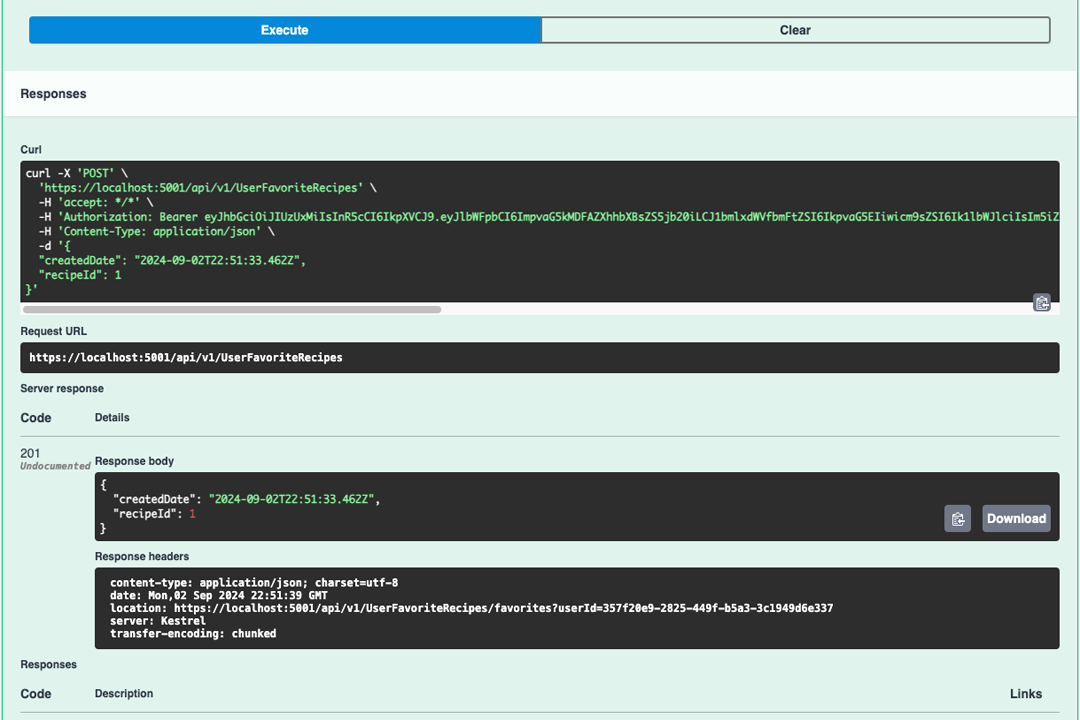 Execute
Clear
Responses
Curl
curl -X 'POST' \
'https://localhost:5001/api/v1/UserFavoriteRecipes' \
-H 'accept: */*' \
-H 'Authorization: Bearer eyJhbGciOiJIUzUxMiIsInR5cCI6IkpXVCJ9.eyJlbWFpbCI6ImpvaG5kMDFAZXhhbXBsZS5jb20iLCJ1bmlxdWVfbmFtZSI6IkpvaG5EIiwicm9sZSI6Ik1lbWJlciIsIm5iZ
-H 'Content-Type: application/json' \
-d '{
"createdDate": "2024-09-02T22:51:33.462Z",
"recipeId": 1
}'
Request URL
https://localhost:5001/api/v1/UserFavoriteRecipes
Server response
Code Details
201
Undocumented
Response body
{
"createdDate": "2024-09-02T22:51:33.462Z",
"recipeId": 1
}
Download
Response headers
content-type: application/json; charset=utf-8
date: Mon,02 Sep 2024 22:51:39 GMT
location: https://localhost:5001/api/v1/UserFavoriteRecipes/favorites?userId=357f20e9-2825-449f-b5a3-3c1949d6e337
server: Kestrel
transfer-encoding: chunked
Responses
Code Description Links